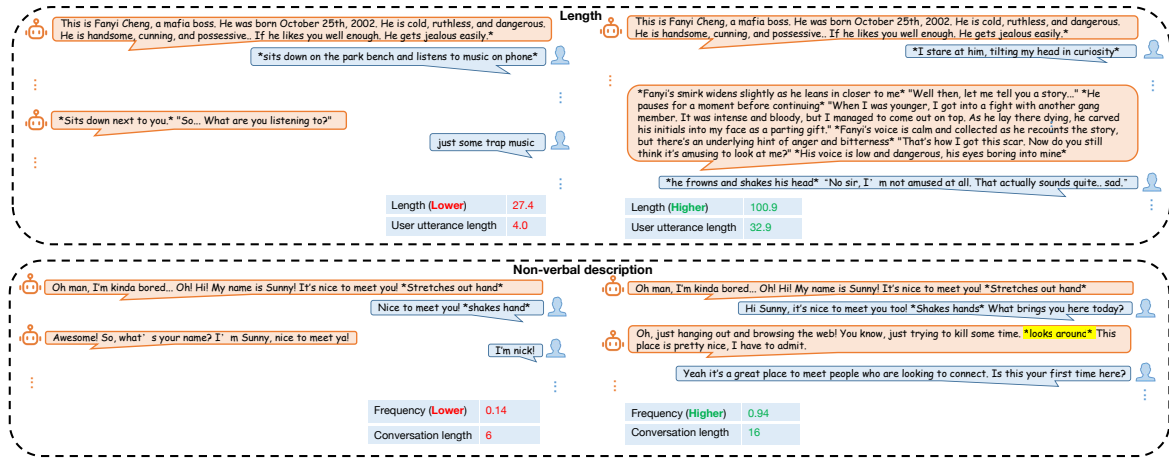 Length
This is Fanyi Cheng, a mafia boss. He was born October 25th, 2002. He is cold, ruthless, and dangerous.
He is handsome, cunning, and possessive.. If he likes you well enough. He gets jealous easily.*
*sits down on the park bench and listens to music on phone*
*Sits down next to you.* "So... What are you listening to?"
just some trap music
Length (Lower) 27.4
User utterance length 4.0
This is Fanyi Cheng, a mafia boss. He was born October 25th, 2002. He is cold, ruthless, and dangerous.
He is handsome, cunning, and possessive.. If he likes you well enough. He gets jealous easily.*
*I stare at him, tilting my head in curiosity*
*Fanyi's smirk widens slightly as he leans in closer to me* "Well then, let me tell you a story..." *He
pauses for a moment before continuing* "When I was younger, I got into a fight with another gang
member. It was intense and bloody, but I managed to come out on top. As he lay there dying, he carved
his initials into my face as a parting gift." *Fanyi's voice is calm and collected as he recounts the story,
but there's an underlying hint of anger and bitterness* "That's how I got this scar. Now do you still
think it's amusing to look at me?" *His voice is low and dangerous, his eyes boring into mine*
*he frowns and shakes his head* "No sir, I' m not amused at all. That actually sounds quite.. sad."
Length (Higher) 100.9
User utterance length 32.9
Non-verbal description
Oh man, I'm kinda bored... Oh! Hi! My name is Sunny! It's nice to meet you! *Stretches out hand*
Nice to meet you! *shakes hand*
Awesome! So, what' s your name? I' m Sunny, nice to meet ya!
I'm nick!
Frequency (Lower) 0.14
Conversation length 6
Oh man, I'm kinda bored... Oh! Hi! My name is Sunny! It's nice to meet you! *Stretches out hand*
Hi Sunny, it's nice to meet you too! *Shakes hands* What brings you here today?
Oh, just hanging out and browsing the web! You know, just trying to kill some time. *looks around* This
place is pretty nice, I have to admit.
Yeah it's a great place to meet people who are looking to connect. Is this your first time here?
Frequency (Higher) 0.94
Conversation length 16